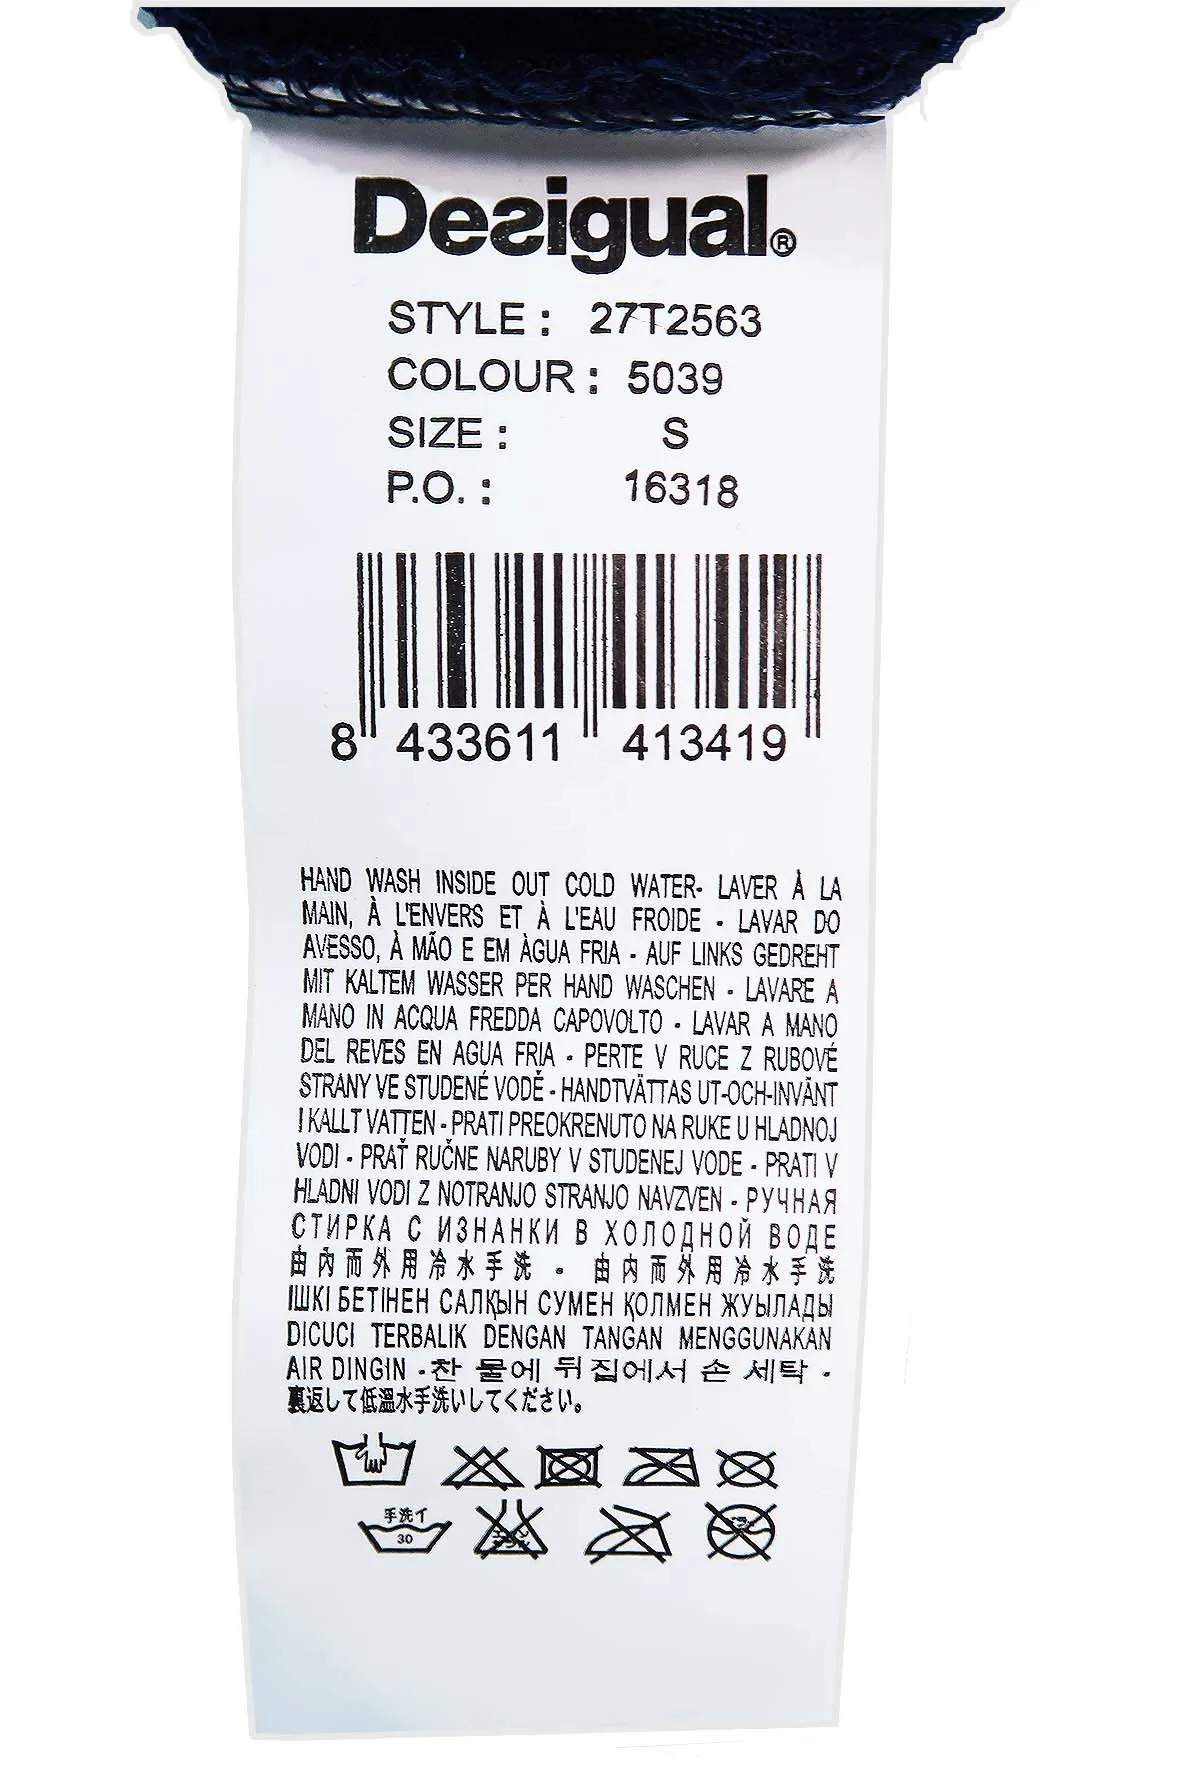 Desigual®
STYLE : 27T2563
COLOUR : 5039
SIZE : S
P.O. : 16318
8 433611 413419
HAND WASH INSIDE OUT COLD WATER- LAVER À LA
MAIN, À L'ENVERS ET À L'EAU FROIDE - LAVAR DO
AVESSO, À MÃO E EM ÀGUA FRIA - AUF LINKS GEDREHT
MIT KALTEM WASSER PER HAND WASCHEN - LAVARE A
MANO IN ACQUA FREDDA CAPOVOLTO - LAVAR A MANO
DEL REVES EN AGUA FRIA - PERTE V RUCE Z RUBOVÉ
STRANY VE STUDENÉ VODĚ - HANDTVÄTTAS UT-OCH-INVÄNT
I KALLT VATTEN - PRATI PREOKRENUTO NA RUKE U HLADNOJ
VODI - PRAŤ RUČNE NARUBY V STUDENEJ VODE - PRATI V
HLADNI VODI Z NOTRANJO STRANJO NAVZVEN - РУЧНАЯ
СТИРКА С ИЗНАНКИ В ХОЛОДНОЙ ВОДЕ
由內而外用冷水手洗 - 由内而外用冷水手洗
ІШКІ БЕТІНЕН САЛҚЫН СУМЕН ҚОЛМЕН ЖУЫЛАДЫ
DICUCI TERBALIK DENGAN TANGAN MENGGUNAKAN
AIR DINGIN - 찬 물에 뒤집에서 손 세탁 -
裏返して低温水手洗いしてください。
手洗イ
30